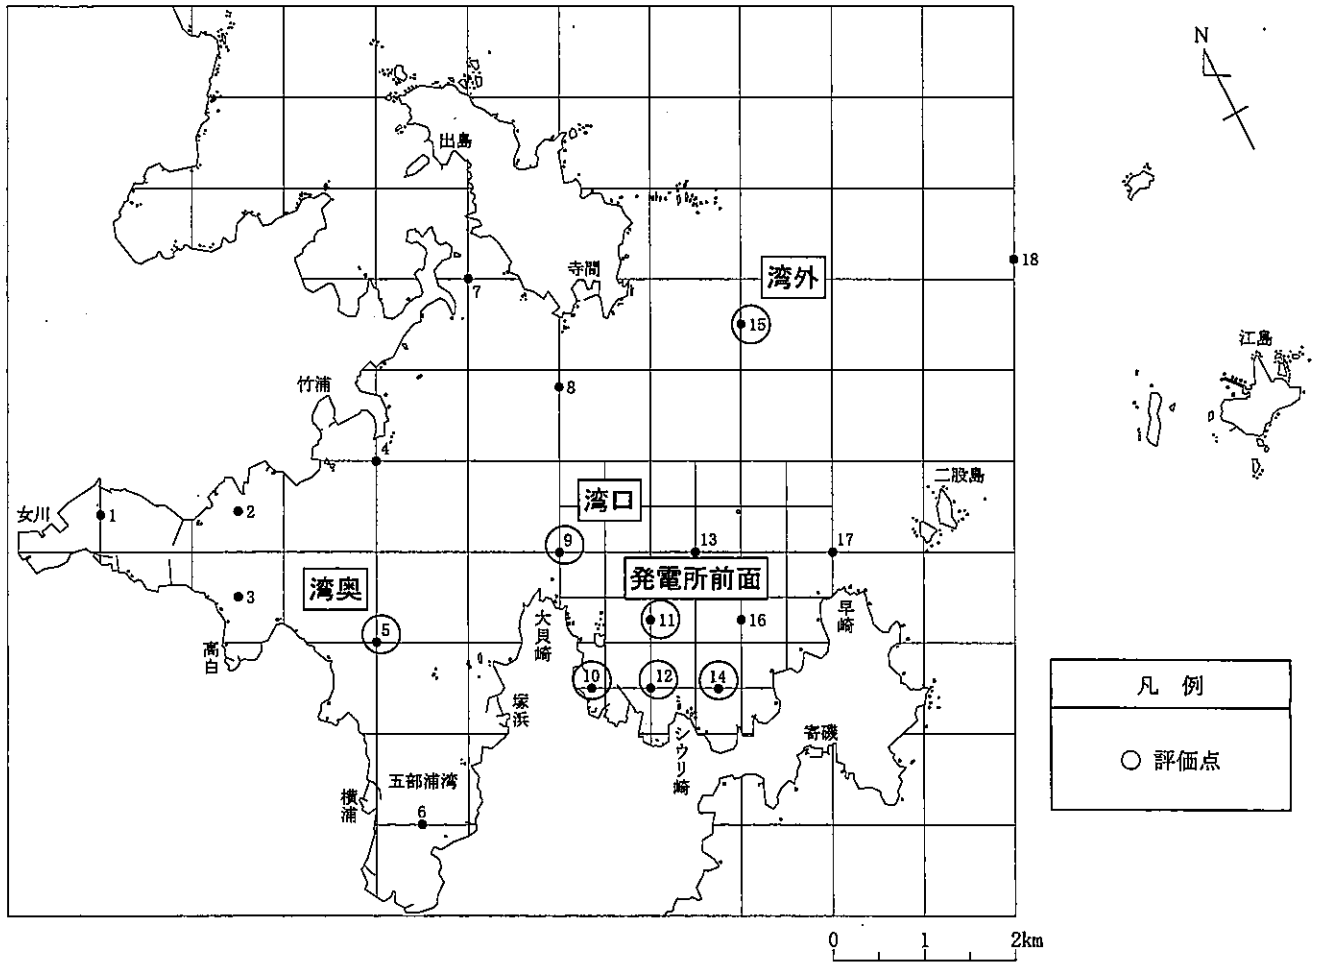 N
出島
寺間
湾外
18
7
15
江島
竹浦
8
4
二股島
湾口
女川
1
2
9
13
17
発電所前面
湾奥
3
5
大貝崎
11
16
早崎
高白
10
12
14
塚浜
シウリ崎
寄磯
凡 例
○ 評価点
五部浦湾
横浦
6
0 1 2km